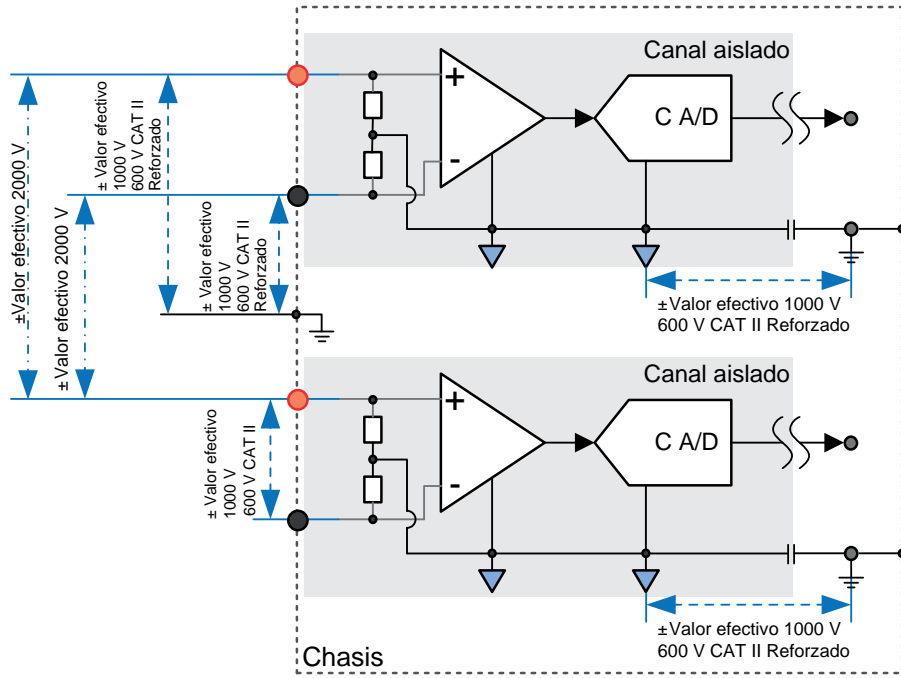 Canal aislado
+
-
C A/D
±Valor efectivo 2000 V
± Valor efectivo 2000 V
± Valor efectivo
1000 V
600 V CAT II
Reforzado
± Valor efectivo
1000 V
600 V CAT II
Reforzado
±Valor efectivo 1000 V
600 V CAT II Reforzado
Canal aislado
+
-
C A/D
± Valor efectivo
1000 V
600 V CAT II
±Valor efectivo 1000 V
600 V CAT II Reforzado
Chasis